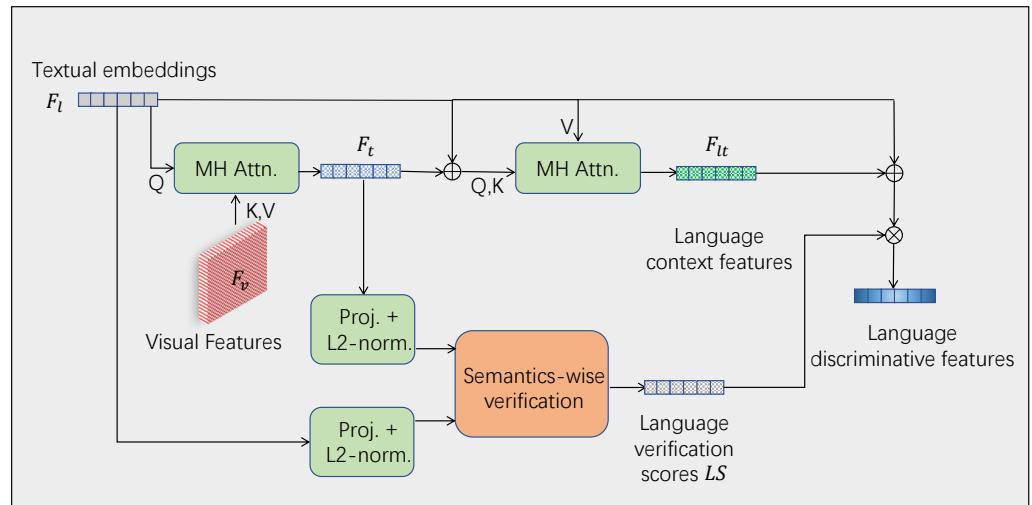 Textual embeddings
F_l
V
F_t
F_lt
MH Attn.
MH Attn.
Q
Q,K
K,V
Language
context features
F_v
Visual Features
Proj. +
L2-norm.
Language
discriminative features
Semantics-wise
verification
Proj. +
L2-norm.
Language
verification
scores LS